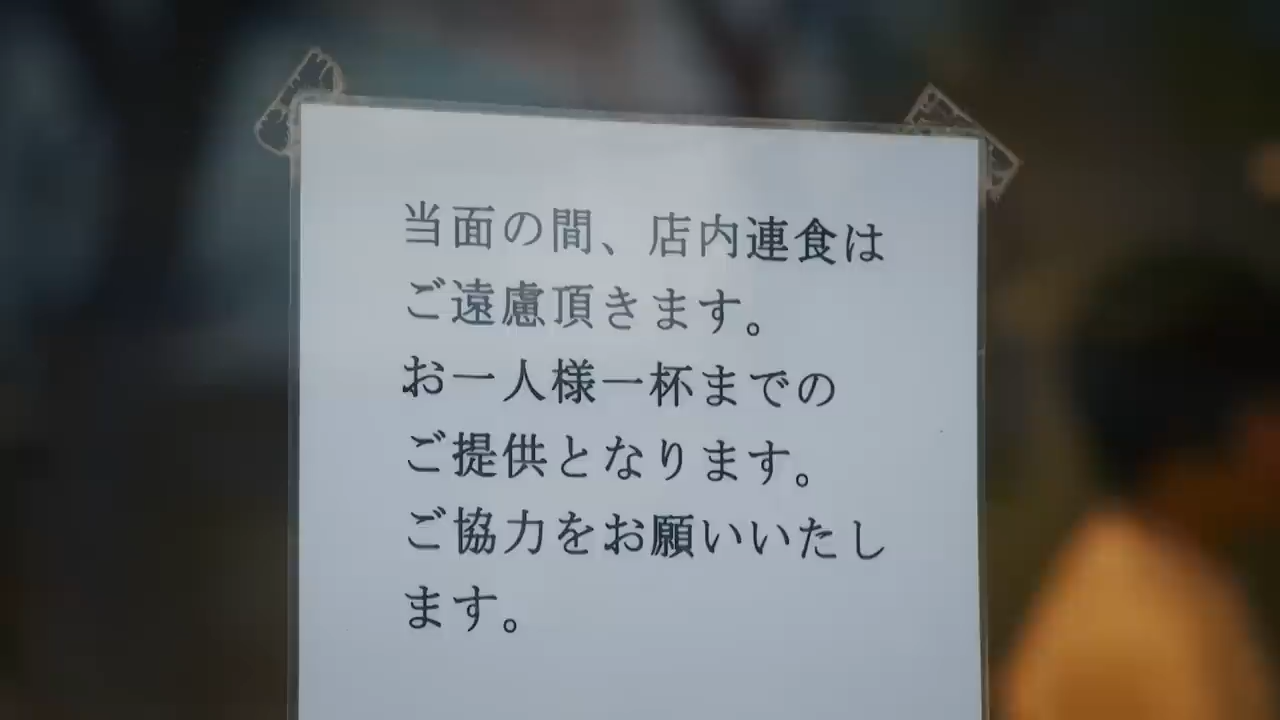 当面の間、店内連食は
ご遠慮頂きます。
お一人様一杯までの
ご提供となります。
ご協力をお願いいたし
ます。